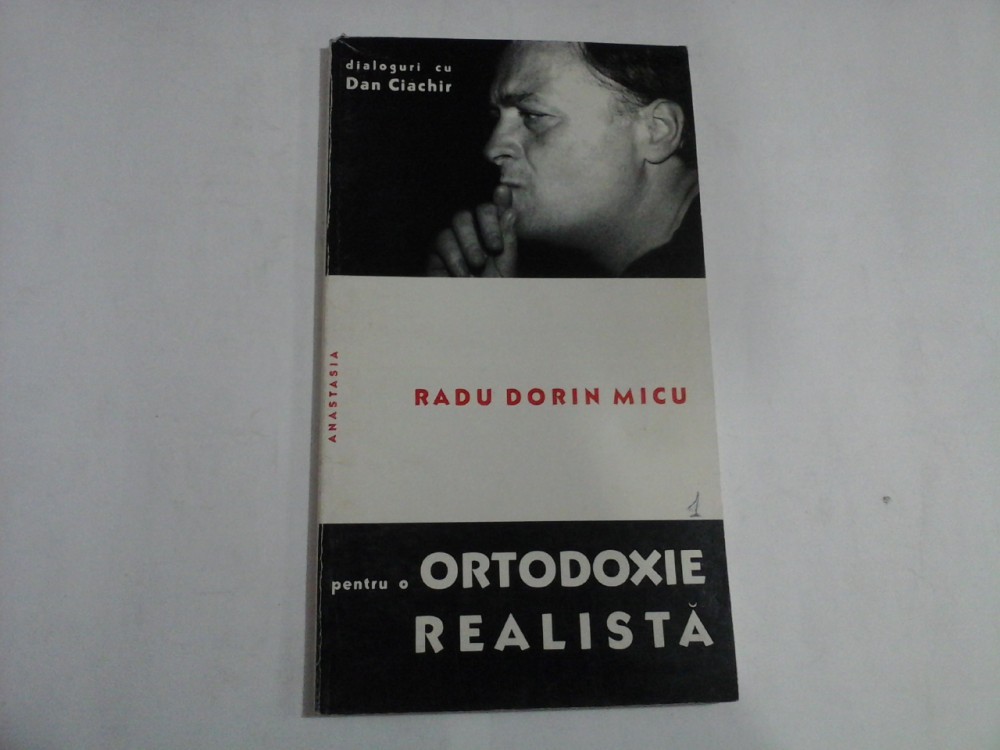 dialoguri cu
Dan Ciachir
ANASTASIA
RADU DORIN MICU
1
pentru o ORTODOXIE
REALISTĂ